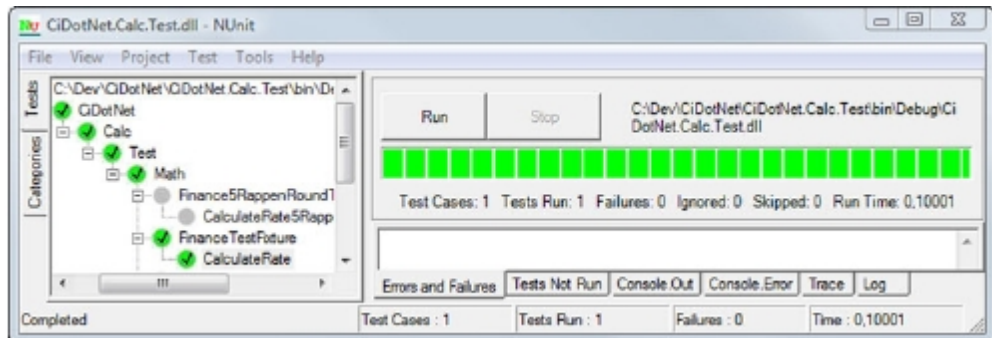 CiDotNet.Calc.Test.dll - NUnit
File View Project Test Tools Help
Tests
Categories
C:\Dev\CiDotNet\CiDotNet.Calc.Test\bin\De
CiDotNet
Calc
Test
Math
Finance5RappenRoundT
CalculateRate5Rapp
FinanceTestFixture
CalculateRate
Run
Stop
C:\Dev\CiDotNet\CiDotNet.Calc.Test\bin\Debug\Ci
DotNet.Calc.Test.dll
Test Cases: 1 Tests Run: 1 Failures: 0 Ignored: 0 Skipped: 0 Run Time: 0,10001
Errors and Failures Tests Not Run Console.Out Console.Error Trace Log
Completed Test Cases : 1 Tests Run : 1 Failures : 0 Time : 0,10001